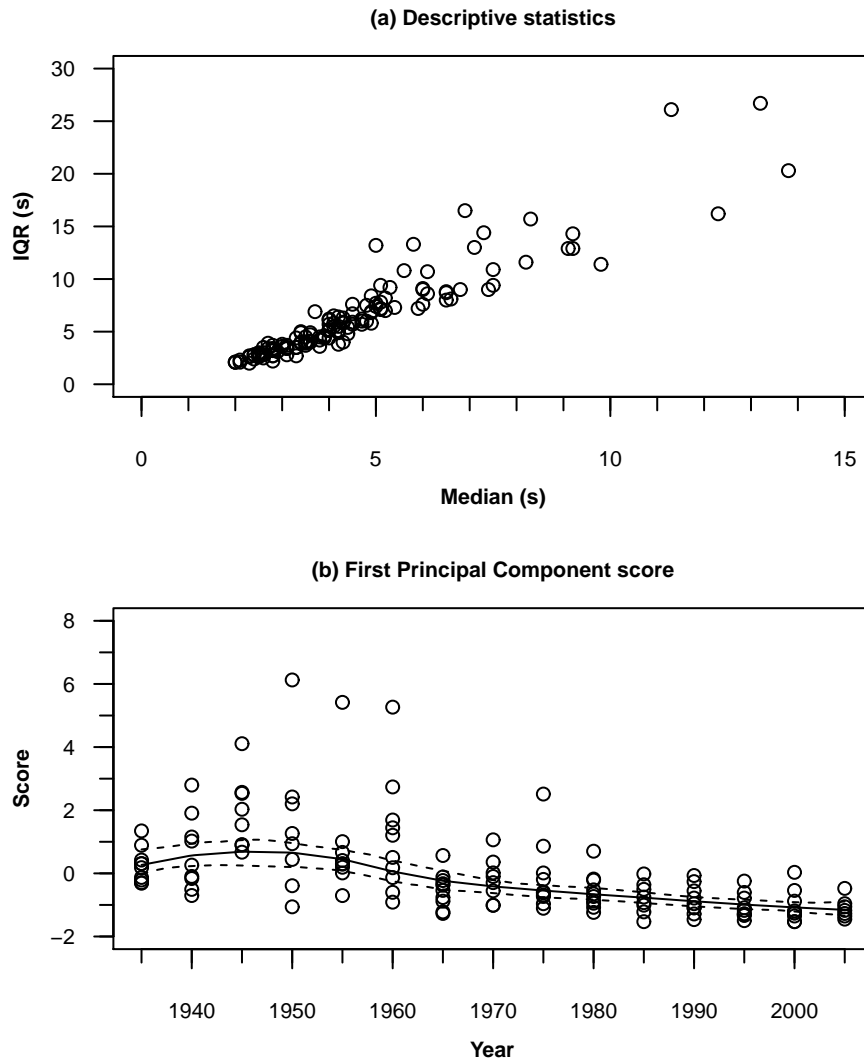 (a) Descriptive statistics
30
25
20
15
10
5
0
IQR (s)
0 5 10 15
Median (s)
(b) First Principal Component score
8
6
4
2
0
−2
Score
1940 1950 1960 1970 1980 1990 2000
Year